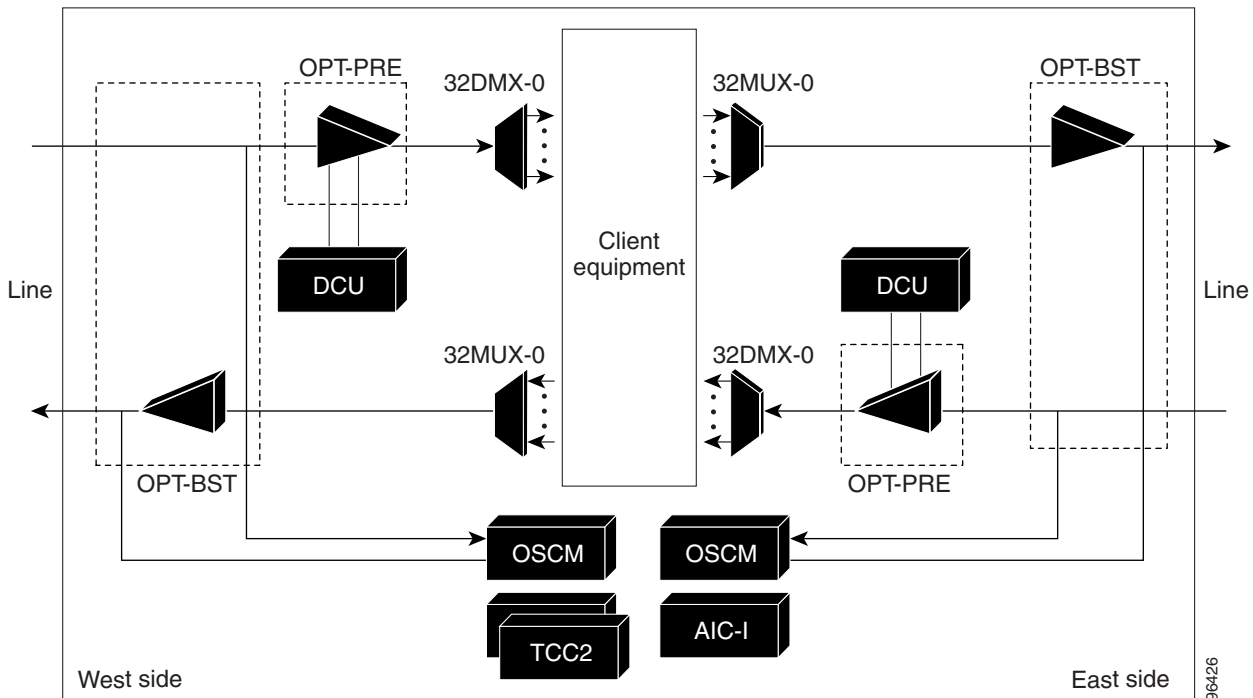 OPT-PRE
32DMX-0
32MUX-0
OPT-BST
Client
equipment
DCU
DCU
Line
Line
32MUX-0
32DMX-0
OPT-BST
OPT-PRE
OSCM
OSCM
TCC2
AIC-I
West side
East side
96426